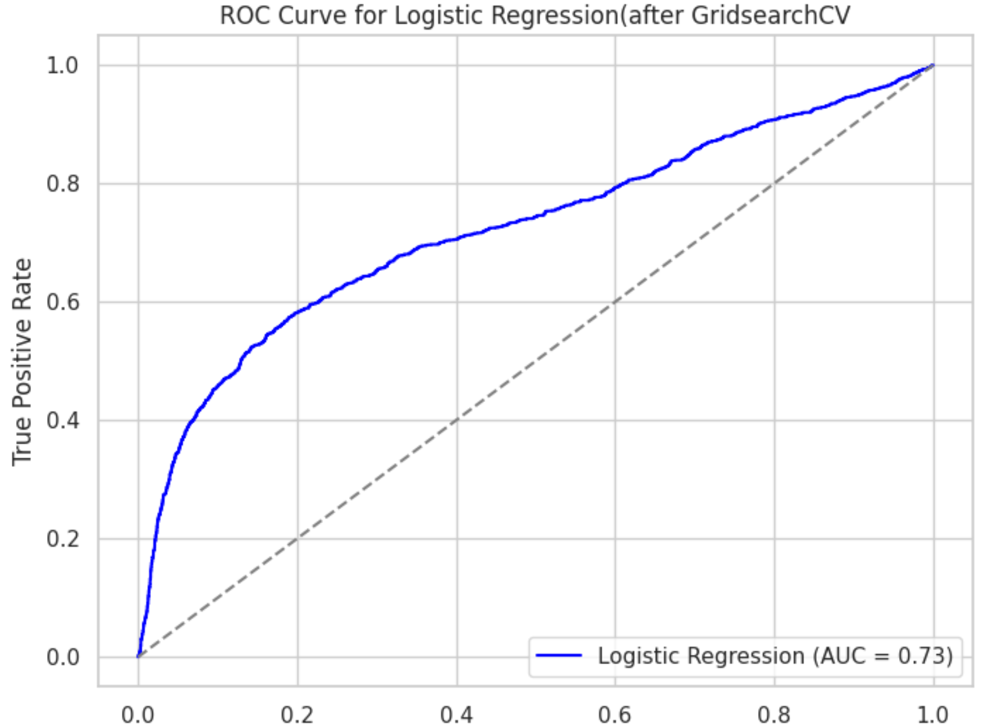 ROC Curve for Logistic Regression(after GridsearchCV
True Positive Rate
1.0
0.8
0.6
0.4
0.2
0.0
Logistic Regression (AUC = 0.73)
0.0 0.2 0.4 0.6 0.8 1.0